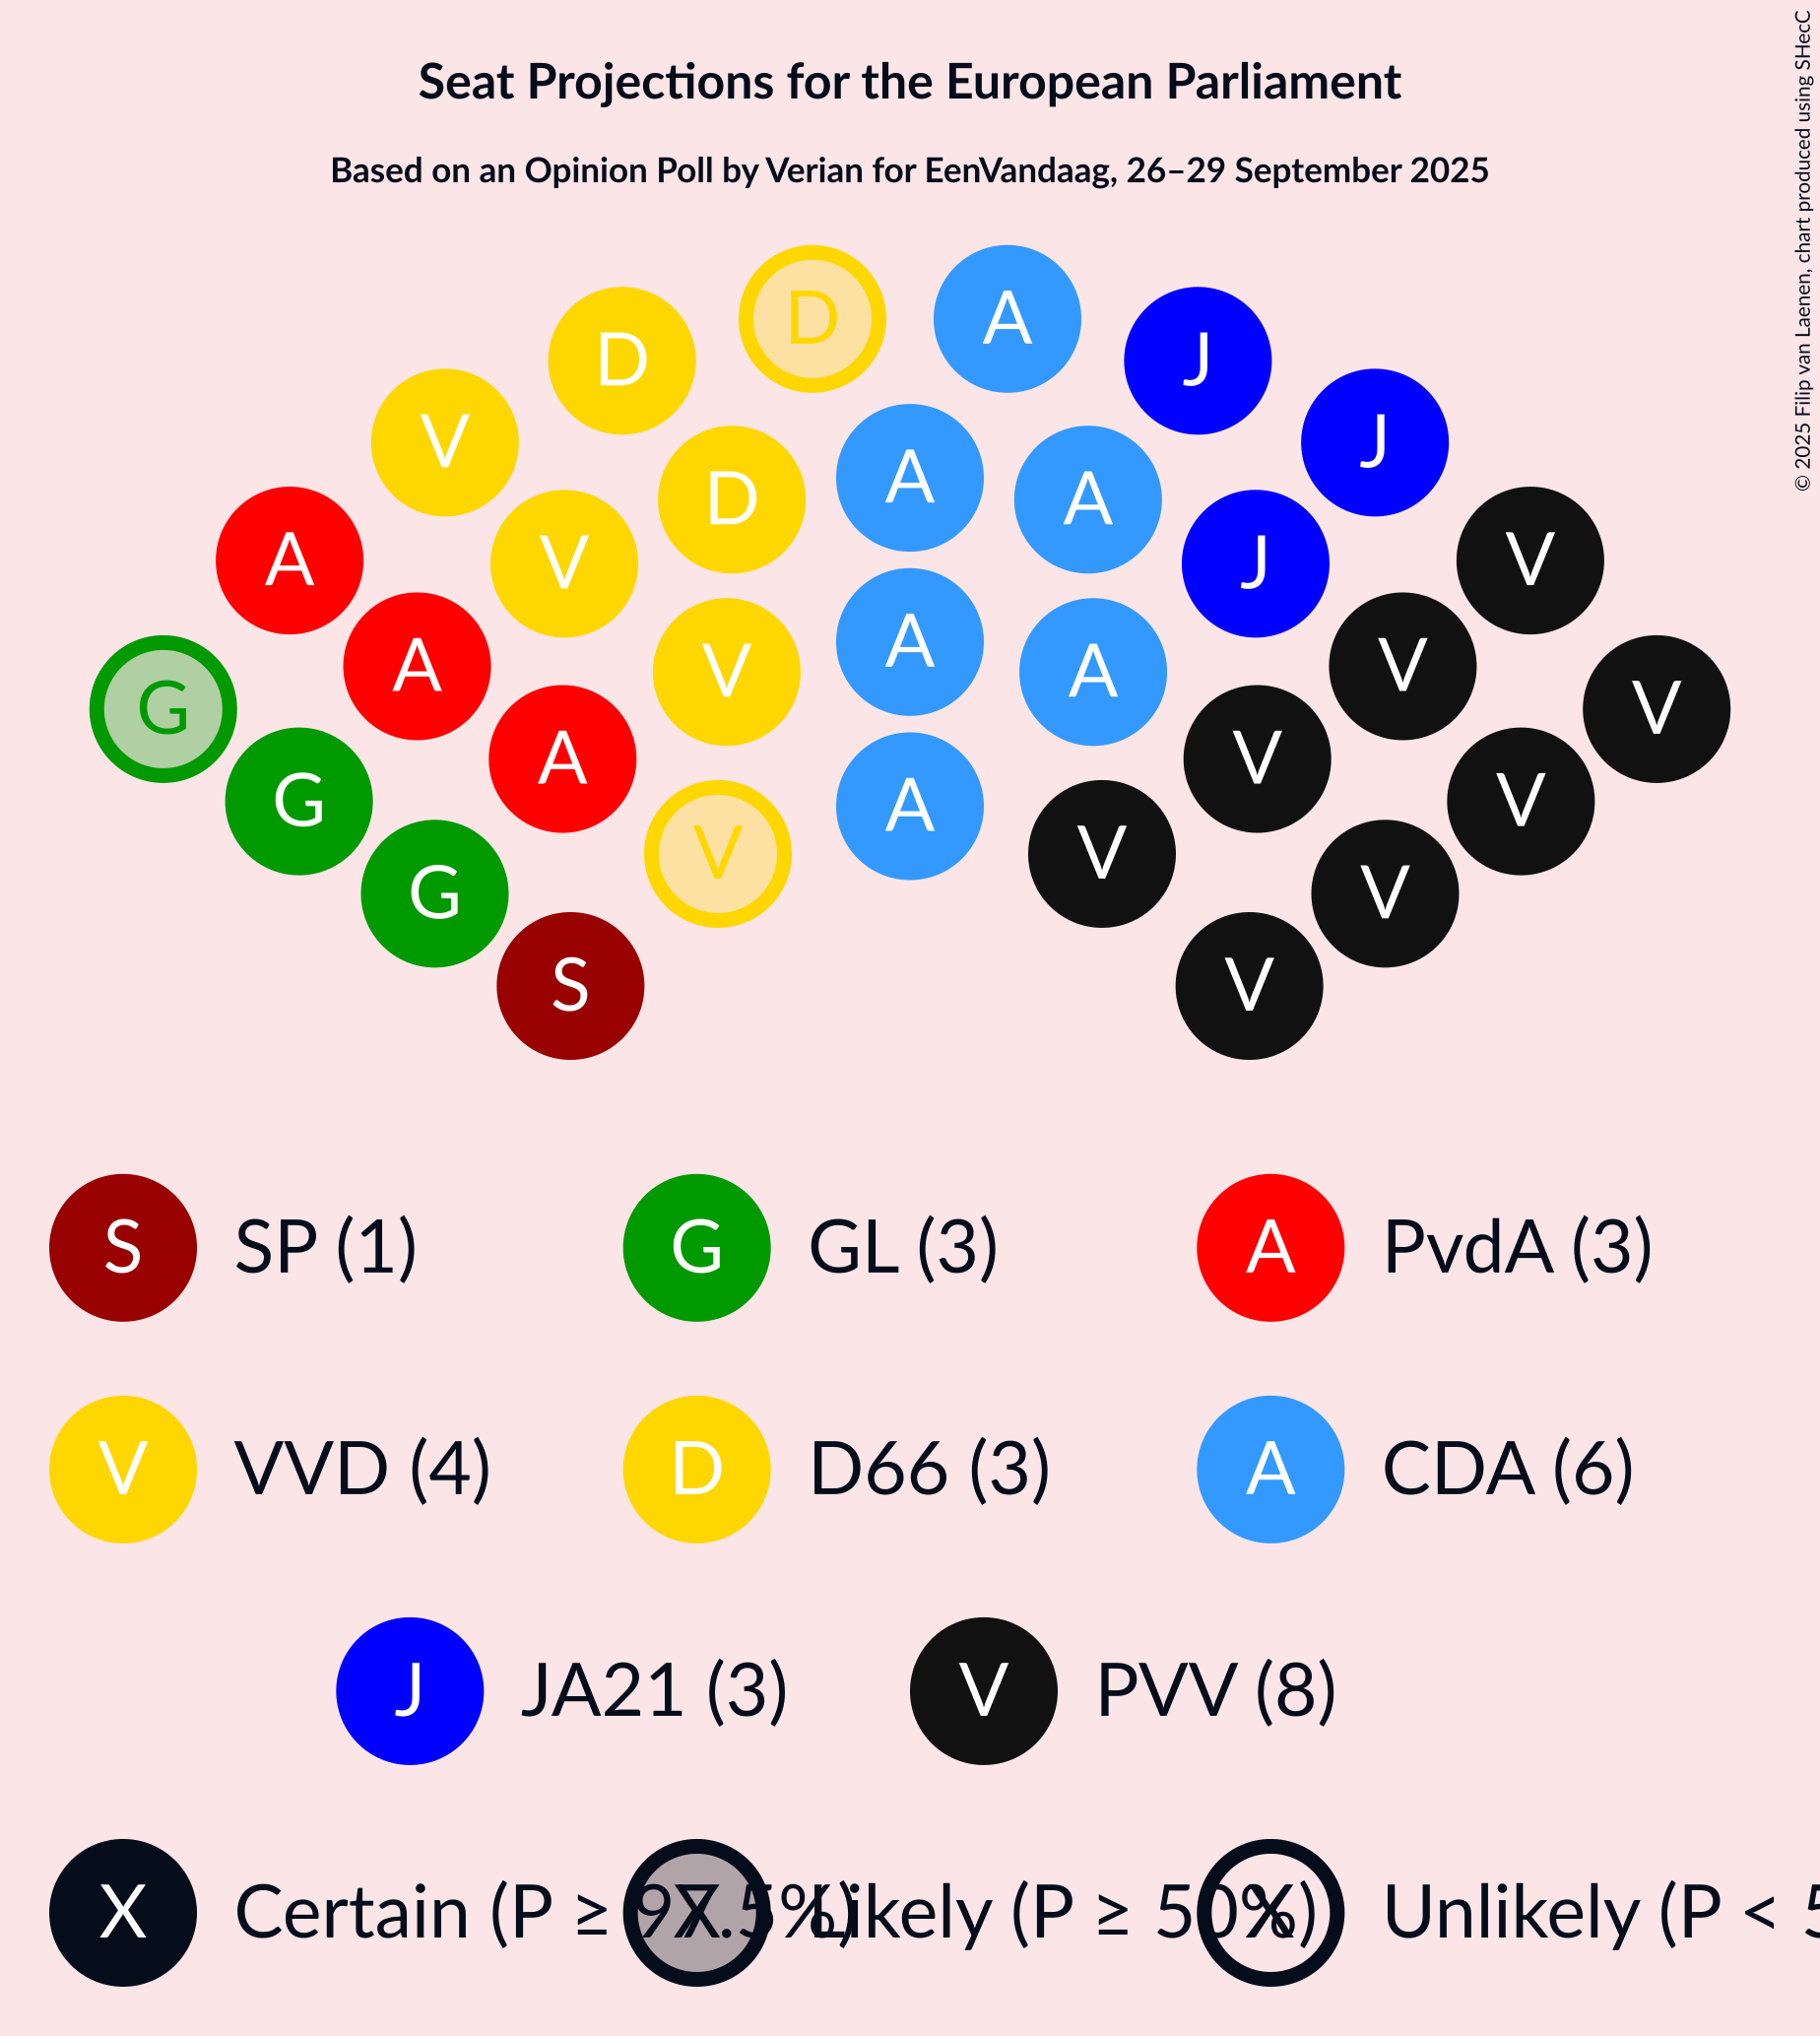 Seat Projections for the European Parliament
Based on an Opinion Poll by Verian for EenVandaag, 26–29 September 2025
© 2025 Filip van Laenen, chart produced using SHecC
D A
D J
V J
A D V
A A
V J
A V
G A V
V A
A V
G V
A
V V
G V
S V
S SP (1) G GL (3) A PvdA (3)
V VVD (4) D D66 (3) A CDA (6)
J JA21 (3) V PVV (8)
X Certain (P ≥ 97.5%) X Likely (P ≥ 50%) X Unlikely (P < 5